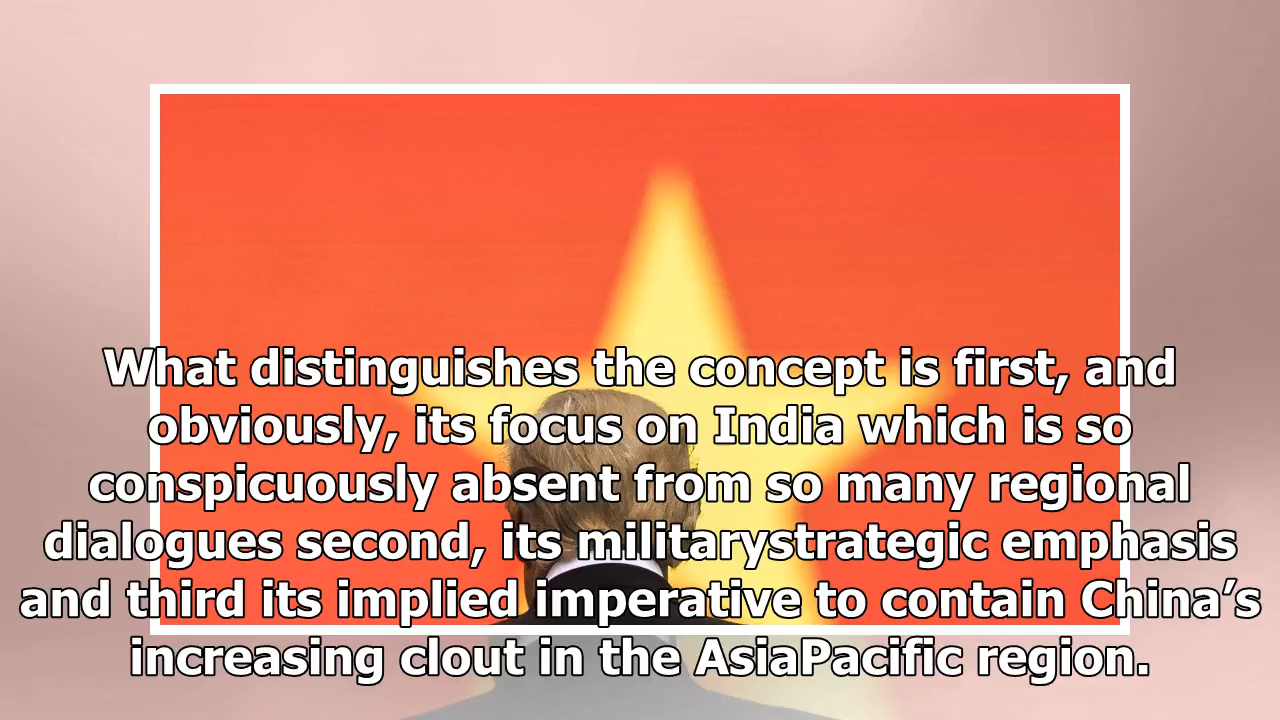 What distinguishes the concept is first, and
obviously, its focus on India which is so
conspicuously absent from so many regional
dialogues second, its militarystrategic emphasis
and third its implied imperative to contain China’s
increasing clout in the AsiaPacific region.